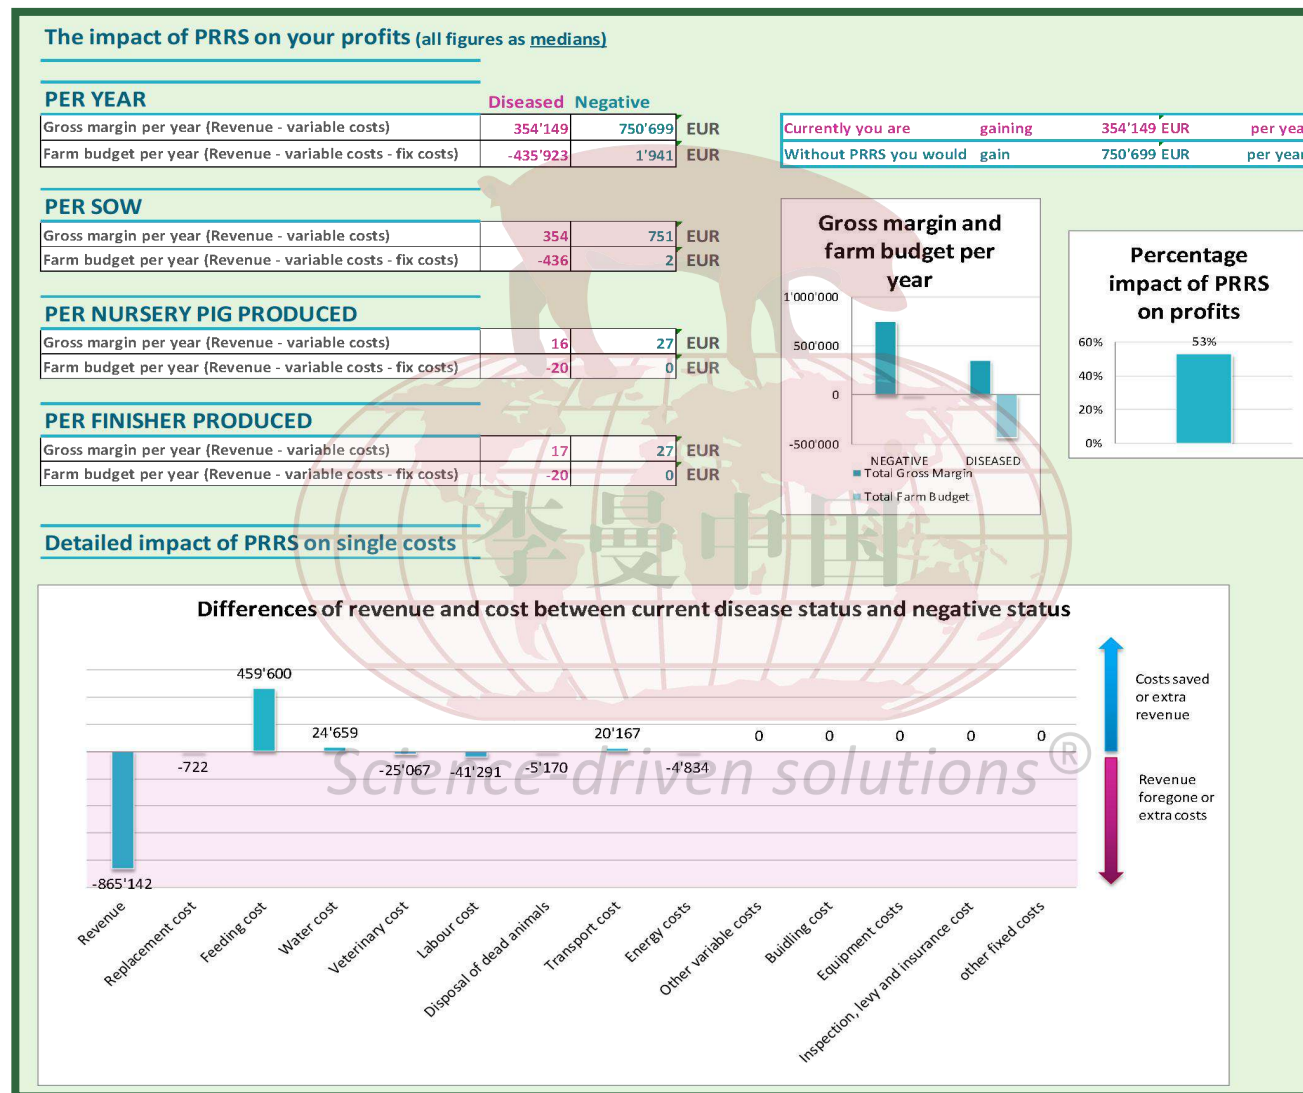 The impact of PRRS on your profits (all figures as medians)
PER YEAR Diseased Negative
Gross margin per year (Revenue - variable costs) 354'149 750'699 EUR
Farm budget per year (Revenue - variable costs - fix costs) -435'923 1'941 EUR
Currently you are gaining 354'149 EUR per year
Without PRRS you would gain 750'699 EUR per year
PER SOW
Gross margin per year (Revenue - variable costs) 354 751 EUR
Farm budget per year (Revenue - variable costs - fix costs) -436 2 EUR
PER NURSERY PIG PRODUCED
Gross margin per year (Revenue - variable costs) 16 27 EUR
Farm budget per year (Revenue - variable costs - fix costs) -20 0 EUR
PER FINISHER PRODUCED
Gross margin per year (Revenue - variable costs) 17 27 EUR
Farm budget per year (Revenue - variable costs - fix costs) -20 0 EUR
Gross margin and
farm budget per
year
1'000'000
500'000
0
-500'000
NEGATIVE DISEASED
Total Gross Margin
Total Farm Budget
Percentage
impact of PRRS
on profits
53%
60%
40%
20%
0%
李曼中国
Detailed impact of PRRS on single costs
Differences of revenue and cost between current disease status and negative status
459'600
24'659
20'167
0 0 0 0 0
-722
-25'067
-41'291
-5'170
-4'834
-865'142
Costs saved
or extra
revenue
Revenue
foregone or
extra costs
Science-driven solutions®
Revenue
Replacement cost
Feeding cost
Water cost
Veterinary cost
Labour cost
Disposal of dead animals
Transport cost
Energy costs
Other variable costs
Buidling cost
Equipment costs
Inspection, levy and insurance cost
other fixed costs